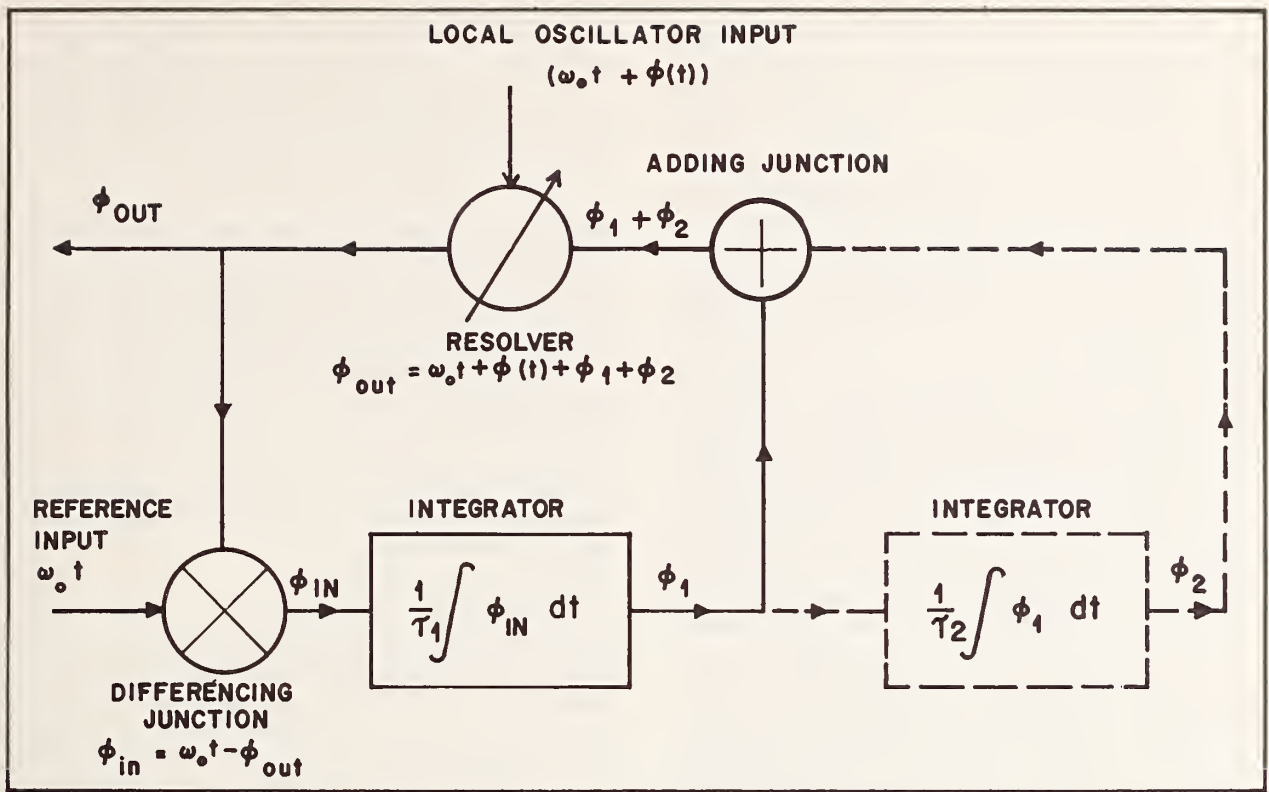 LOCAL OSCILLATOR INPUT
(ω₀t + ϕ(t))
ADDING JUNCTION
ϕOUT
ϕ₁ + ϕ₂
RESOLVER
ϕout = ω₀t + ϕ(t) + ϕ₁ + ϕ₂
REFERENCE
INPUT
ω₀t
INTEGRATOR
INTEGRATOR
ϕIN
1/τ₁ ∫ ϕIN dt
ϕ₁
1/τ₂ ∫ ϕ₁ dt
ϕ₂
DIFFERENCING
JUNCTION
ϕin = ω₀t - ϕout